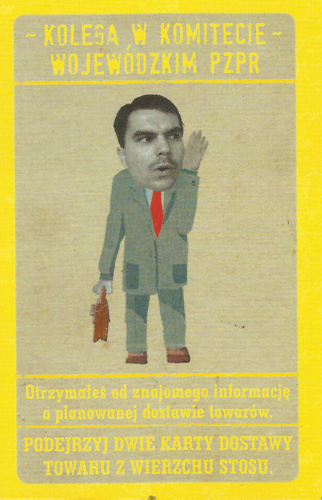 ~ KOLEGA W KOMITECIE ~
WOJEWÓDZKIM PZPR
Otrzymałeś od znajomego informację
o planowanej dostawie towarów.
PODEJRZYJ DWIE KARTY DOSTAWY
TOWARU Z WIERZCHU STOSU.